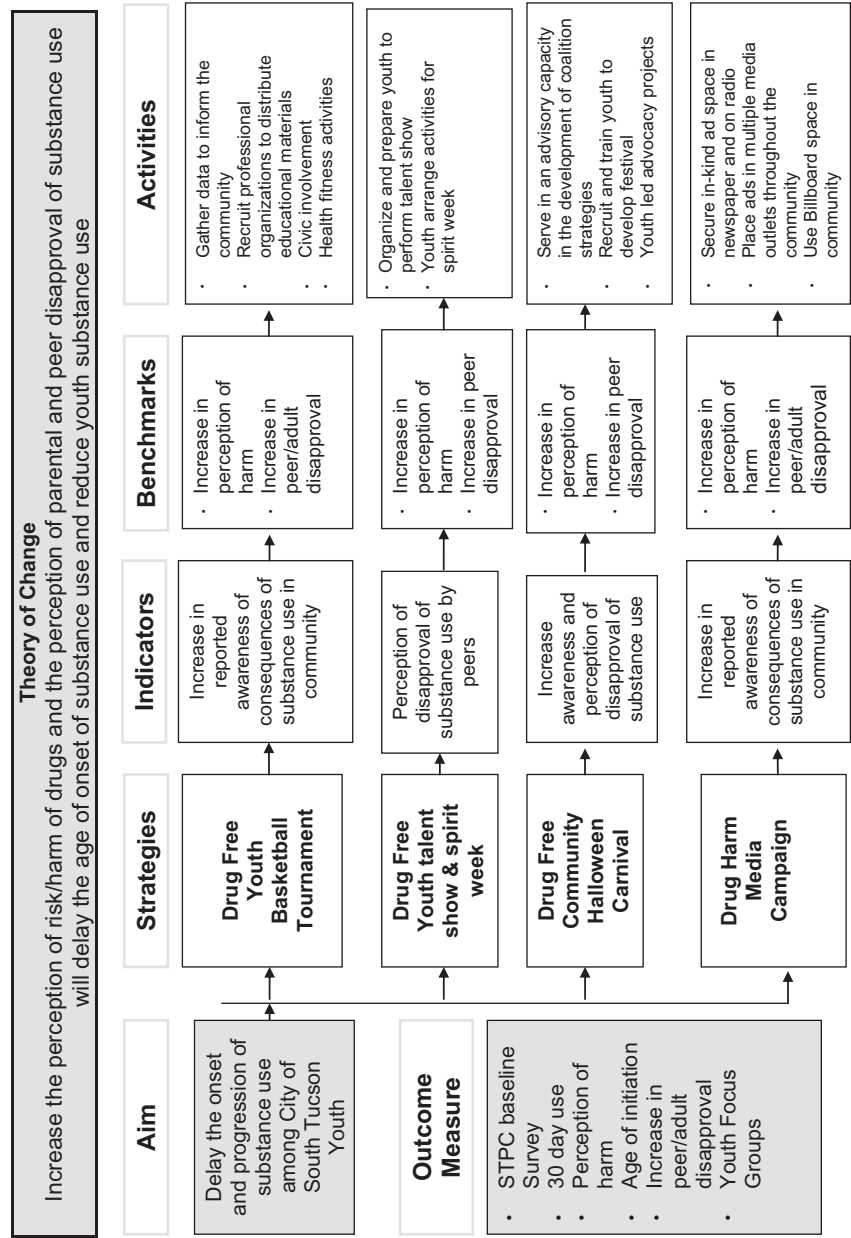 Theory of Change
Increase the perception of risk/harm of drugs and the perception of parental and peer disapproval of substance use
will delay the age of onset of substance use and reduce youth substance use
Aim
Delay the onset
and progression of
substance use
among City of
South Tucson
Youth
Outcome
Measure
• STPC baseline
Survey
• 30 day use
• Perception of
harm
• Age of initiation
• Increase in
peer/adult
disapproval
• Youth Focus
Groups
Strategies
Drug Free
Youth
Basketball
Tournament
Drug Free
Youth talent
show & spirit
week
Drug Free
Community
Halloween
Carnival
Drug Harm
Media
Campaign
Indicators
Increase in
reported
awareness of
consequences of
substance use in
community
Perception of
disapproval of
substance use by
peers
Increase
awareness and
perception of
disapproval of
substance use
Increase in
reported
awareness of
consequences of
substance use in
community
Benchmarks
• Increase in
perception of
harm
• Increase in
peer/adult
disapproval
• Increase in
perception of
harm
• Increase in peer
disapproval
• Increase in
perception of
harm
• Increase in peer
disapproval
• Increase in
perception of
harm
• Increase in
peer/adult
disapproval
Activities
• Gather data to inform the
community
• Recruit professional
organizations to distribute
educational materials
• Civic involvement
• Health fitness activities
• Organize and prepare youth to
perform talent show
• Youth arrange activities for
spirit week
• Serve in an advisory capacity
in the development of coalition
strategies
• Recruit and train youth to
develop festival
• Youth led advocacy projects
• Secure in-kind ad space in
newspaper and on radio
• Place ads in multiple media
outlets throughout the
community
• Use Billboard space in
community